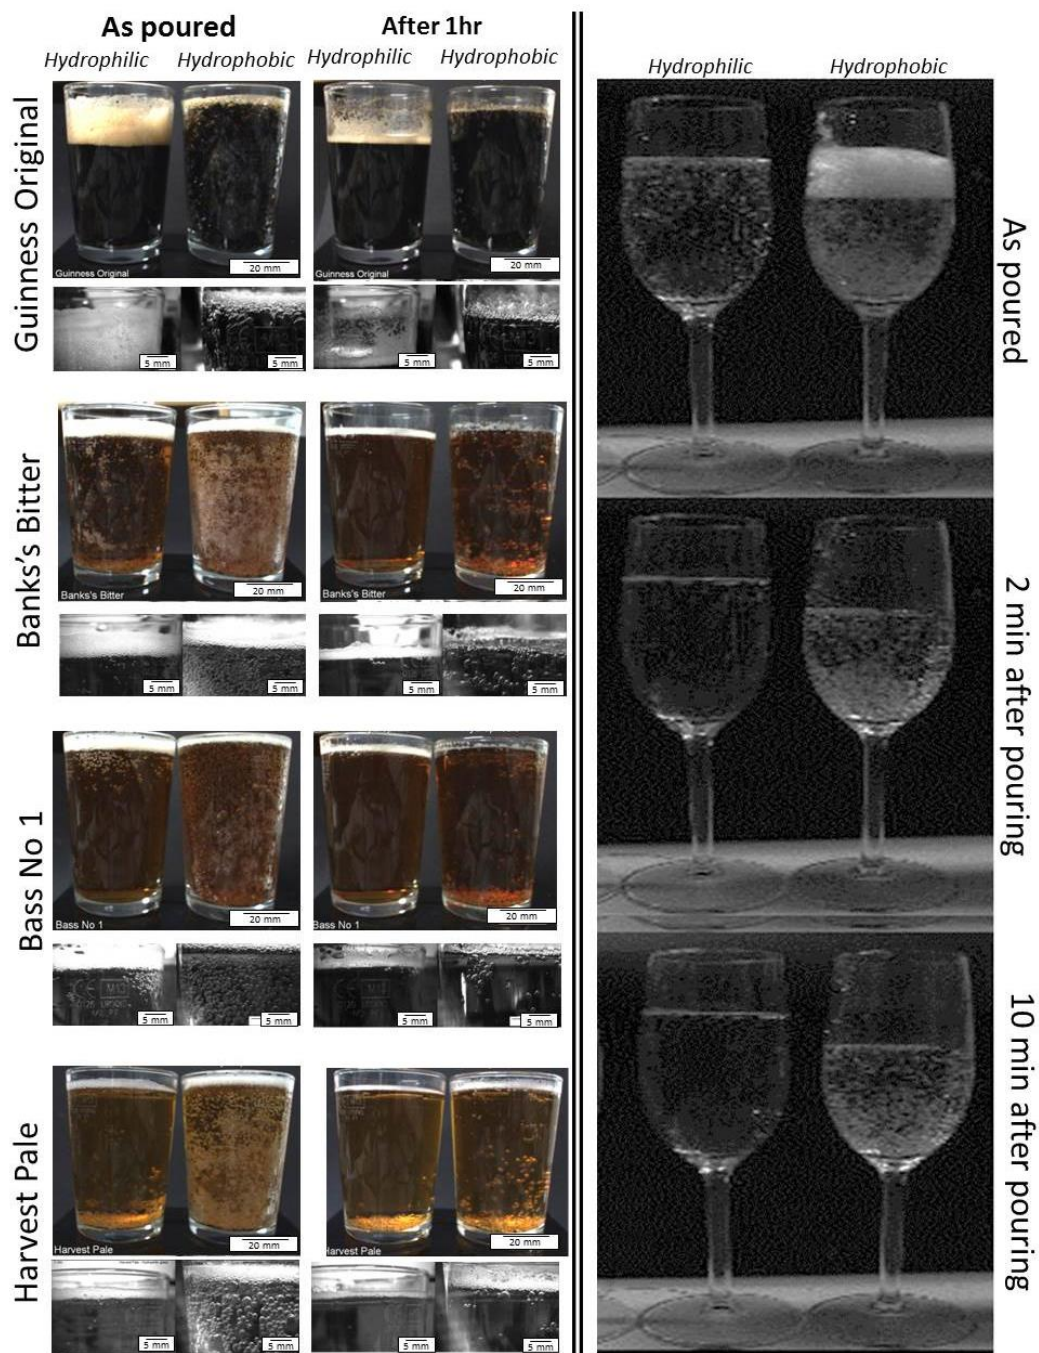 As poured
After 1hr
Hydrophilic
Hydrophobic
Hydrophilic
Hydrophobic
Hydrophilic
Hydrophobic
Guinness Original
Guinness Original
20 mm
Guinness Original
20 mm
5 mm
5 mm
5 mm
5 mm
As poured
Banks's Bitter
Banks's Bitter
20 mm
Banks's Bitter
20 mm
5 mm
5 mm
5 mm
5 mm
2 min after pouring
Bass No 1
Bass No 1
20 mm
Bass No 1
20 mm
5 mm
5 mm
5 mm
5 mm
10 min after pouring
Harvest Pale
Harvest Pale
20 mm
Harvest Pale
20 mm
5 mm
5 mm
5 mm
5 mm